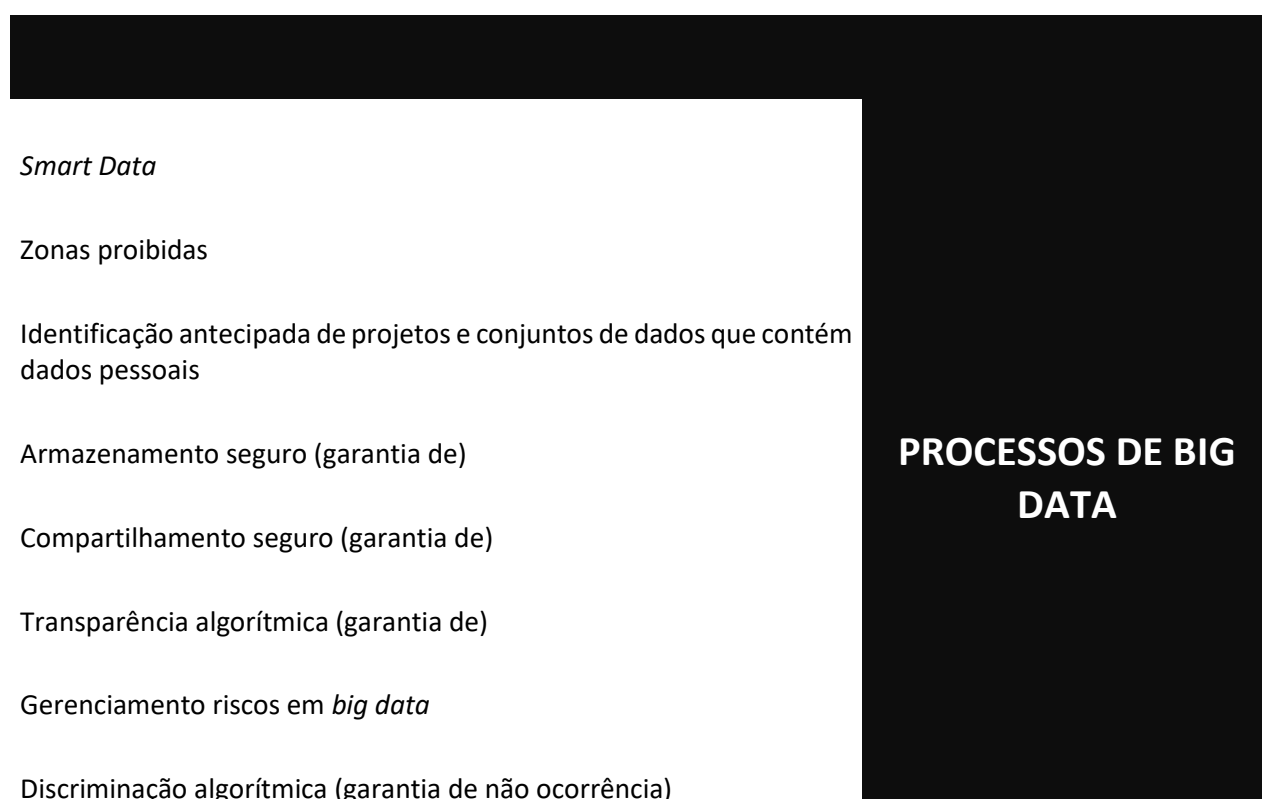 Smart Data
Zonas proibidas
Identificação antecipada de projetos e conjuntos de dados que contém
dados pessoais
Armazenamento seguro (garantia de)
Compartilhamento seguro (garantia de)
Transparência algorítmica (garantia de)
Gerenciamento riscos em big data
Discriminação algorítmica (garantia de não ocorrência)
PROCESSOS DE BIG
DATA